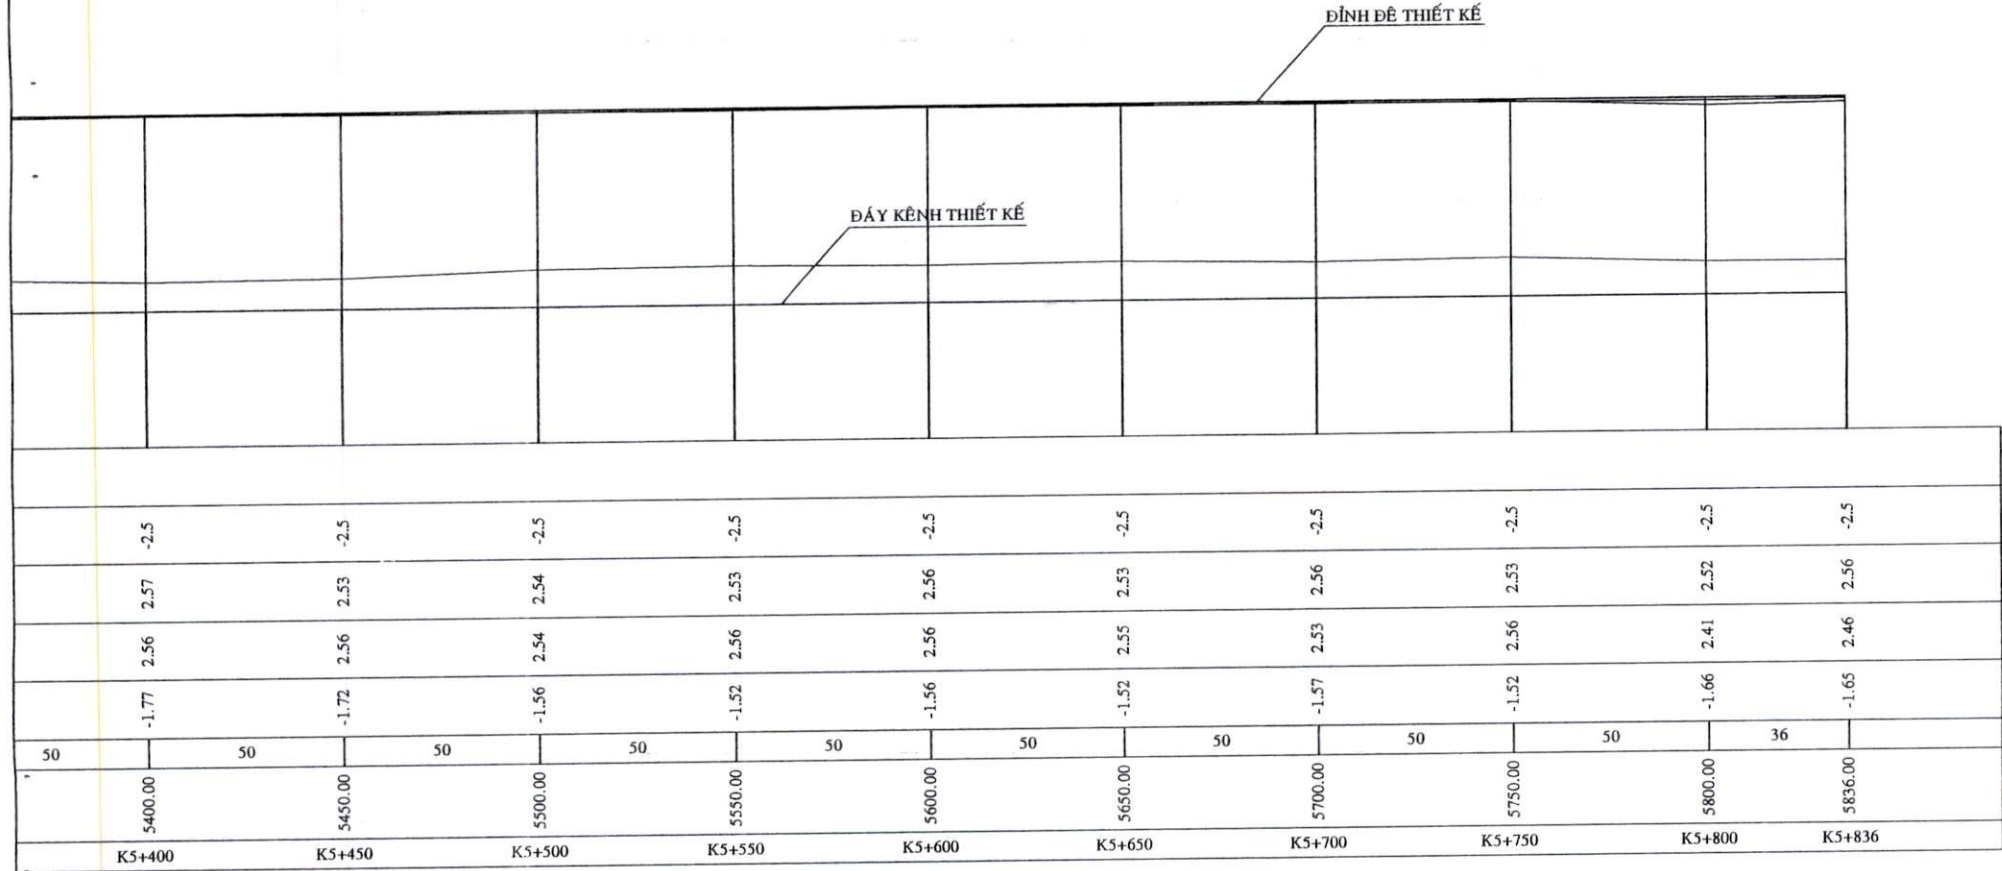 ĐỈNH ĐÊ THIẾT KẾ
ĐÁY KÊNH THIẾT KẾ
-2.5 -2.5 -2.5 -2.5 -2.5 -2.5 -2.5 -2.5 -2.5 -2.5
2.57 2.53 2.54 2.53 2.56 2.53 2.56 2.53 2.52 2.56
2.56 2.56 2.54 2.56 2.56 2.55 2.53 2.56 2.41 2.46
-1.77 -1.72 -1.56 -1.52 -1.56 -1.52 -1.57 -1.52 -1.66 -1.65
50 50 50 50 50 50 50 50 50 36
5400.00 5450.00 5500.00 5550.00 5600.00 5650.00 5700.00 5750.00 5800.00 5836.00
K5+400 K5+450 K5+500 K5+550 K5+600 K5+650 K5+700 K5+750 K5+800 K5+836